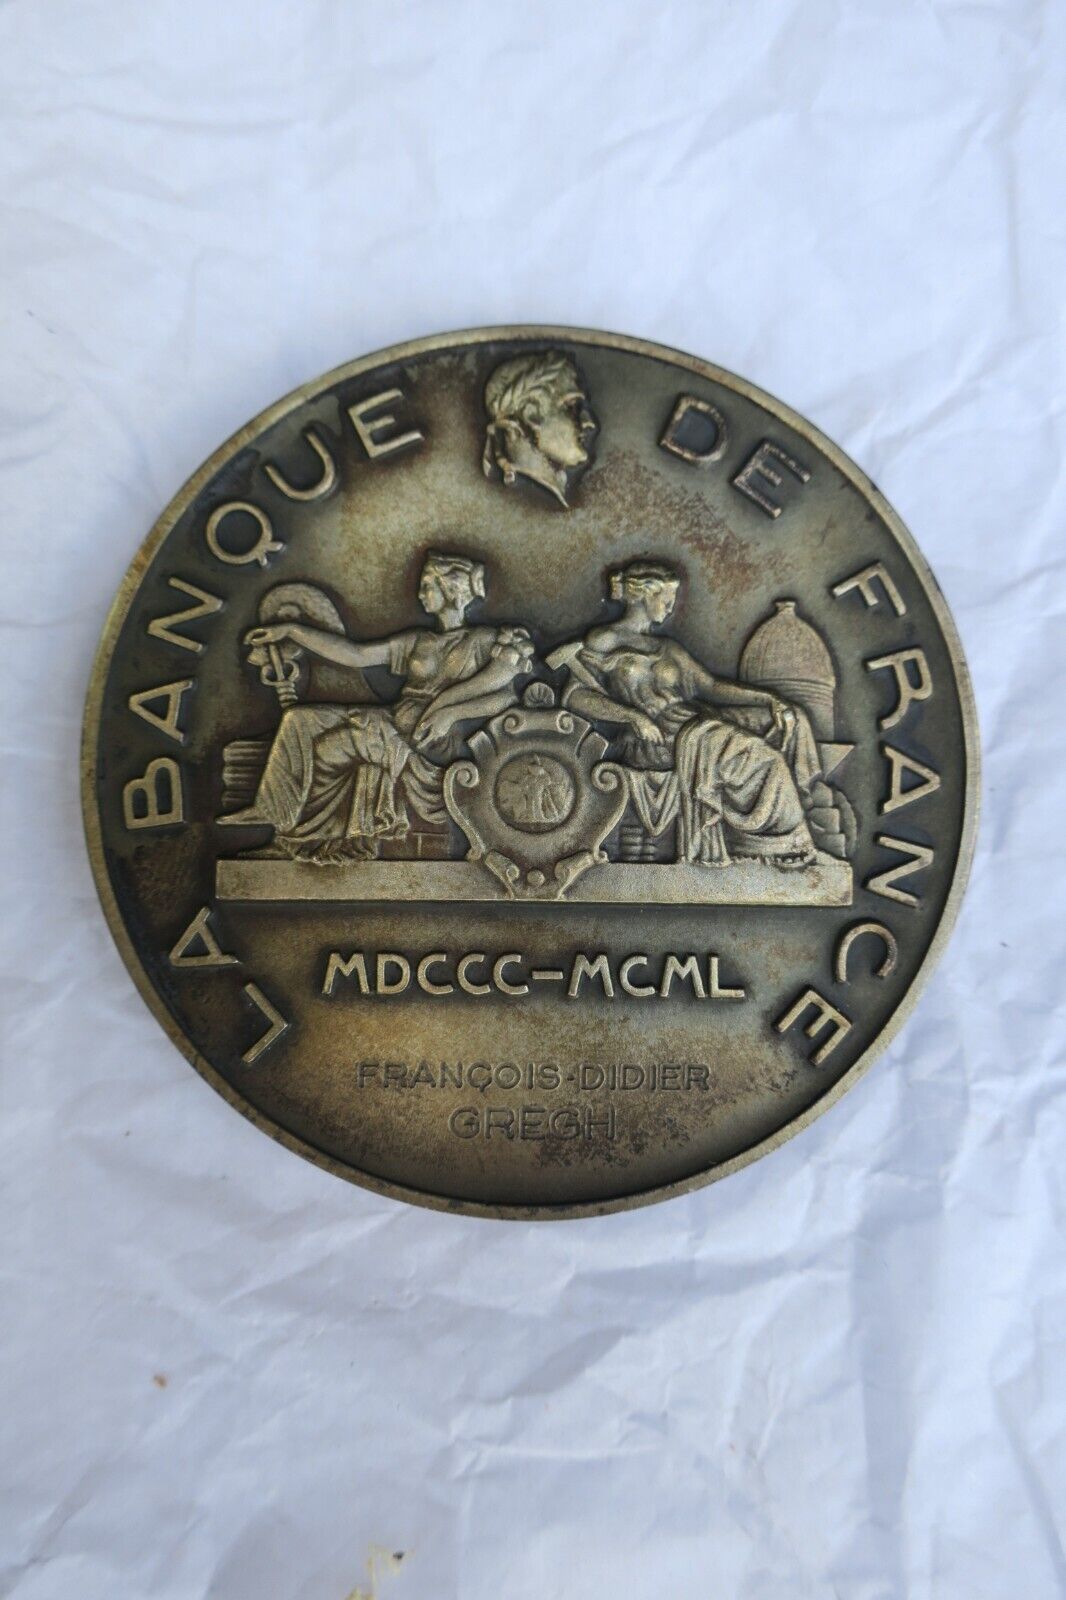 LA BANQUE DE FRANCE
MDCCC-MCML
FRANÇOIS-DIDIER
GREGH